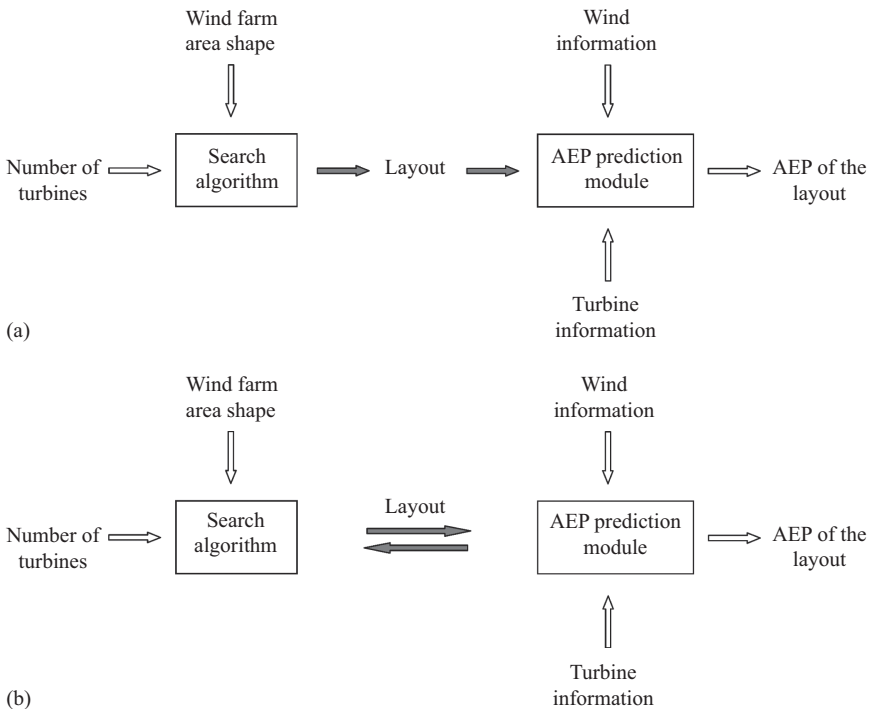 Wind farm
area shape
Wind
information
Number of
turbines
Search
algorithm
Layout
AEP prediction
module
AEP of the
layout
Turbine
information
(a)
Wind farm
area shape
Wind
information
Number of
turbines
Search
algorithm
Layout
AEP prediction
module
AEP of the
layout
Turbine
information
(b)